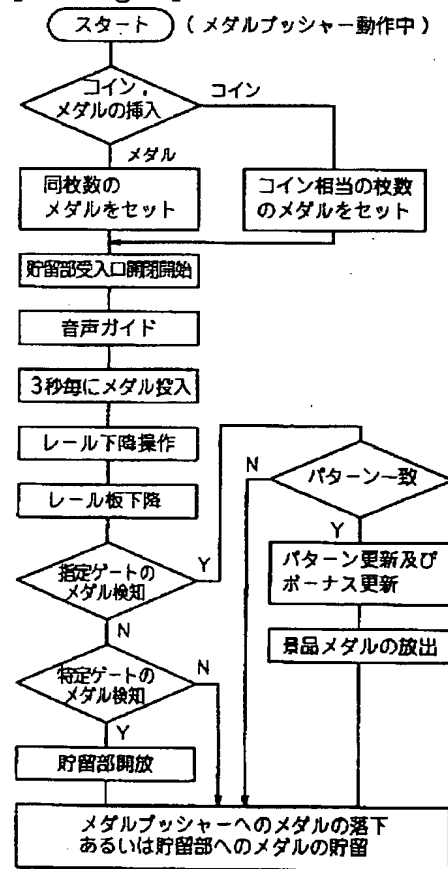 スタート
(メダルプッシャー動作中)
コイン,
メダルの挿入
コイン
メダル
同枚数の
メダルをセット
コイン相当の枚数
のメダルをセット
貯留部受入口開閉開始
音声ガイド
3秒毎にメダル投入
レール下降操作
レール板下降
指定ゲートの
メダル検知
Y
N
パターン一致
N
Y
パターン更新及び
ボーナス更新
景品メダルの放出
特定ゲートの
メダル検知
N
Y
貯留部開放
メダルプッシャーへのメダルの落下
あるいは貯留部へのメダルの貯留